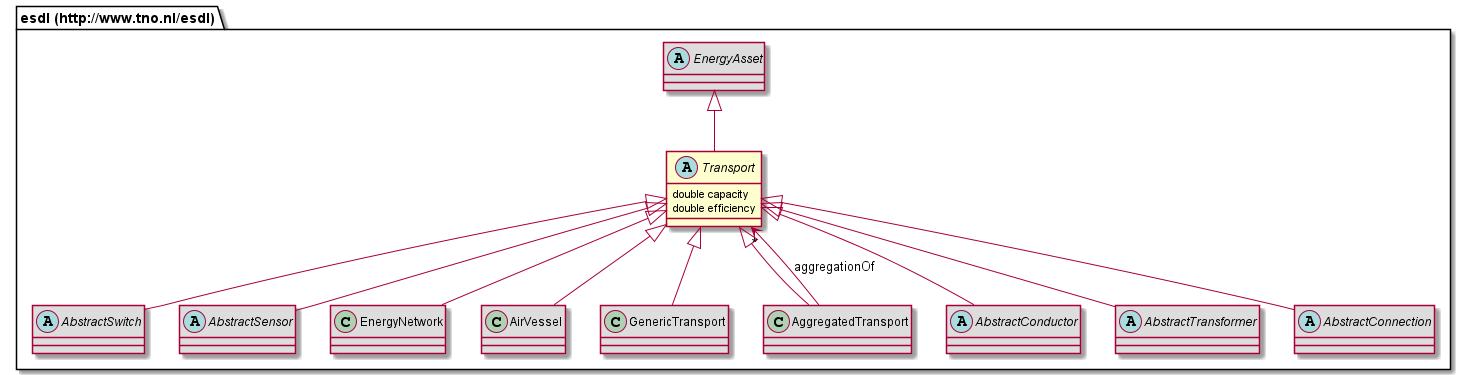 esdl (http://www.tno.nl/esdl)
A EnergyAsset
A Transport
double capacity
double efficiency
aggregationOf
A AbstractSwitch
A AbstractSensor
C EnergyNetwork
C AirVessel
C GenericTransport
C AggregatedTransport
A AbstractConductor
A AbstractTransformer
A AbstractConnection